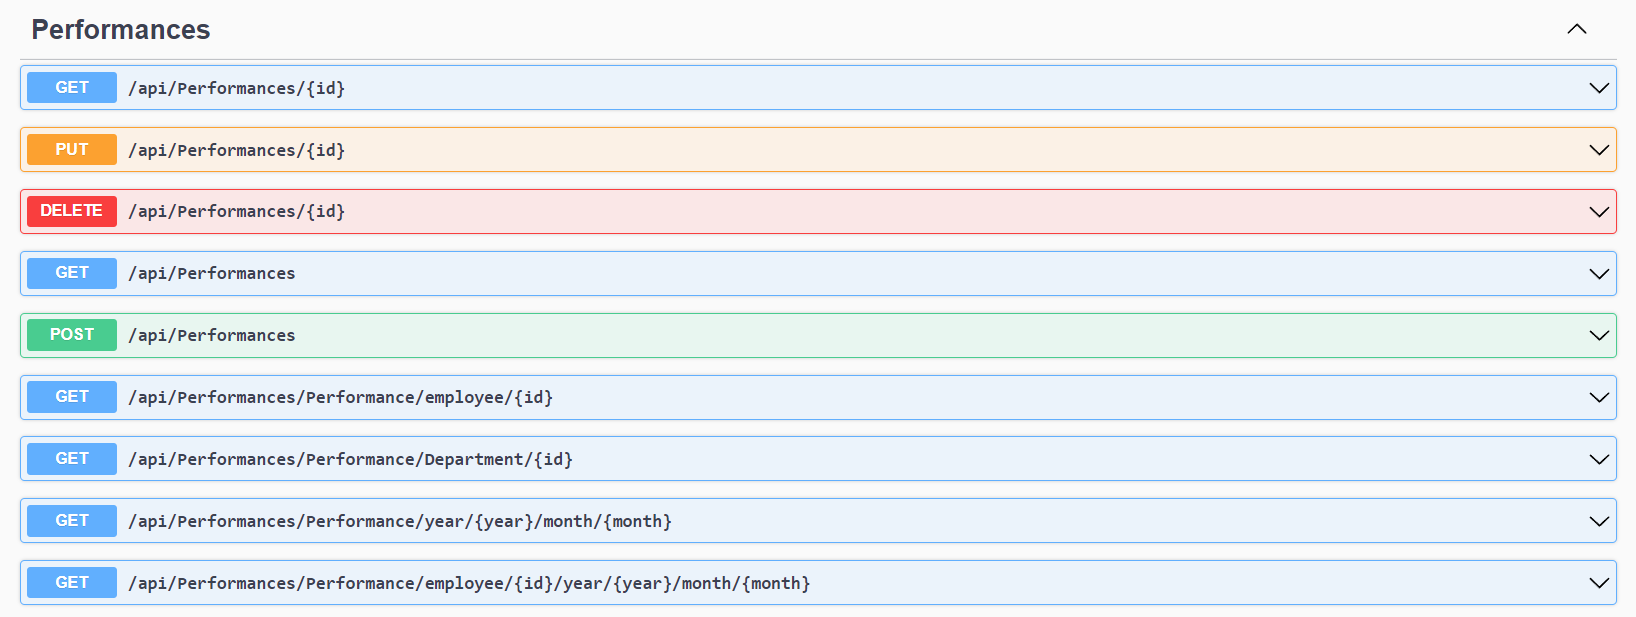 Performances
GET /api/Performances/{id}
PUT /api/Performances/{id}
DELETE /api/Performances/{id}
GET /api/Performances
POST /api/Performances
GET /api/Performances/Performance/employee/{id}
GET /api/Performances/Performance/Department/{id}
GET /api/Performances/Performance/year/{year}/month/{month}
GET /api/Performances/Performance/employee/{id}/year/{year}/month/{month}